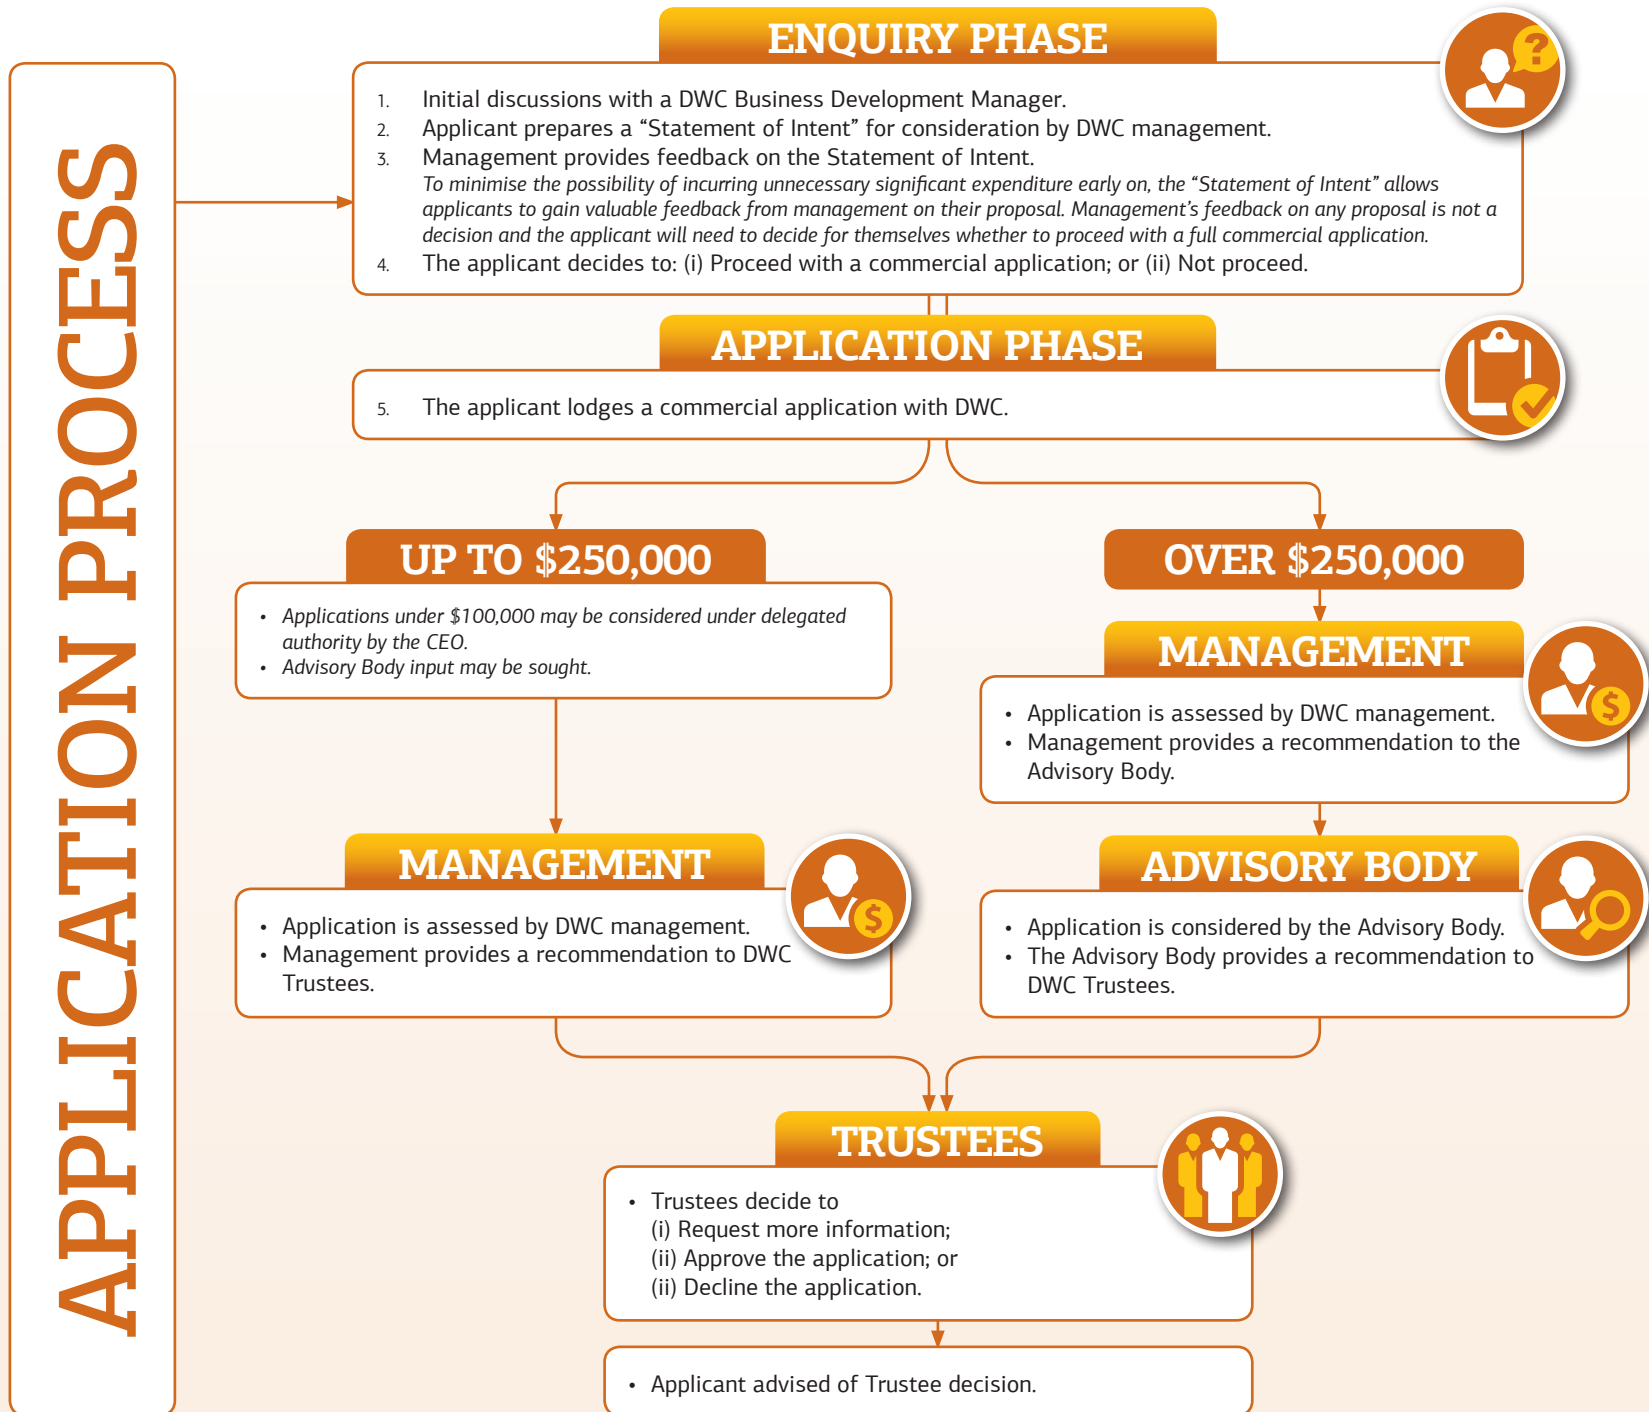 APPLICATION PROCESS
ENQUIRY PHASE
?
1. Initial discussions with a DWC Business Development Manager.
2. Applicant prepares a “Statement of Intent” for consideration by DWC management.
3. Management provides feedback on the Statement of Intent.
To minimise the possibility of incurring unnecessary significant expenditure early on, the “Statement of Intent” allows
applicants to gain valuable feedback from management on their proposal. Management’s feedback on any proposal is not a
decision and the applicant will need to decide for themselves whether to proceed with a full commercial application.
4. The applicant decides to: (i) Proceed with a commercial application; or (ii) Not proceed.
APPLICATION PHASE
5. The applicant lodges a commercial application with DWC.
UP TO $250,000
• Applications under $100,000 may be considered under delegated
authority by the CEO.
• Advisory Body input may be sought.
MANAGEMENT
$
• Application is assessed by DWC management.
• Management provides a recommendation to DWC
Trustees.
OVER $250,000
MANAGEMENT
$
• Application is assessed by DWC management.
• Management provides a recommendation to the
Advisory Body.
ADVISORY BODY
• Application is considered by the Advisory Body.
• The Advisory Body provides a recommendation to
DWC Trustees.
TRUSTEES
• Trustees decide to
(i) Request more information;
(ii) Approve the application; or
(ii) Decline the application.
• Applicant advised of Trustee decision.